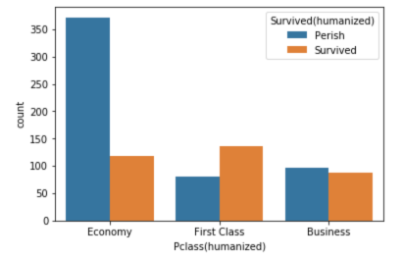 Survived(humanized)
Perish
Survived
350
300
250
200
150
100
50
0
count
Economy First Class Business
Pclass(humanized)